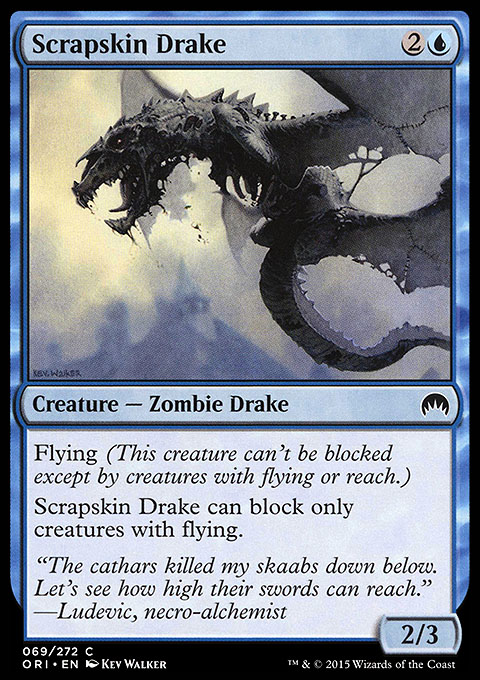 Scrapskin Drake 2
KEV. WALKER
Creature — Zombie Drake
Flying (This creature can't be blocked
except by creatures with flying or reach.)
Scrapskin Drake can block only
creatures with flying.
“The cathars killed my skaabs down below.
Let's see how high their swords can reach.”
—Ludevic, necro-alchemist
2/3
069/272 C
ORI • EN Kev Walker
™ & © 2015 Wizards of the Coast